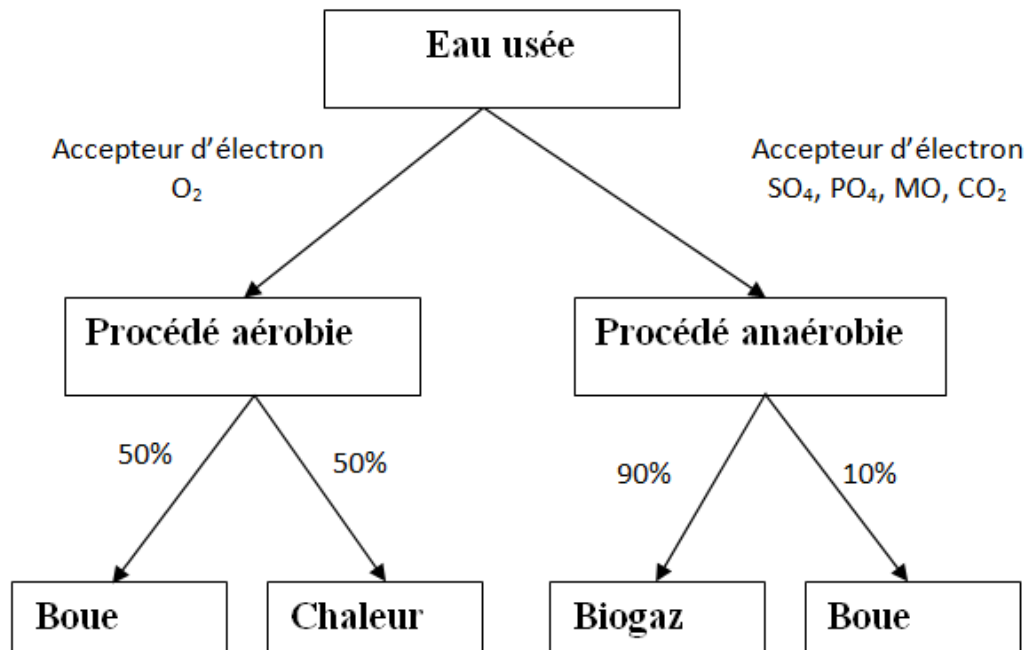 Eau usée
Accepteur d'électron
O₂
Accepteur d'électron
SO₄, PO₄, MO, CO₂
Procédé aérobie
Procédé anaérobie
50%
50%
90%
10%
Boue
Chaleur
Biogaz
Boue